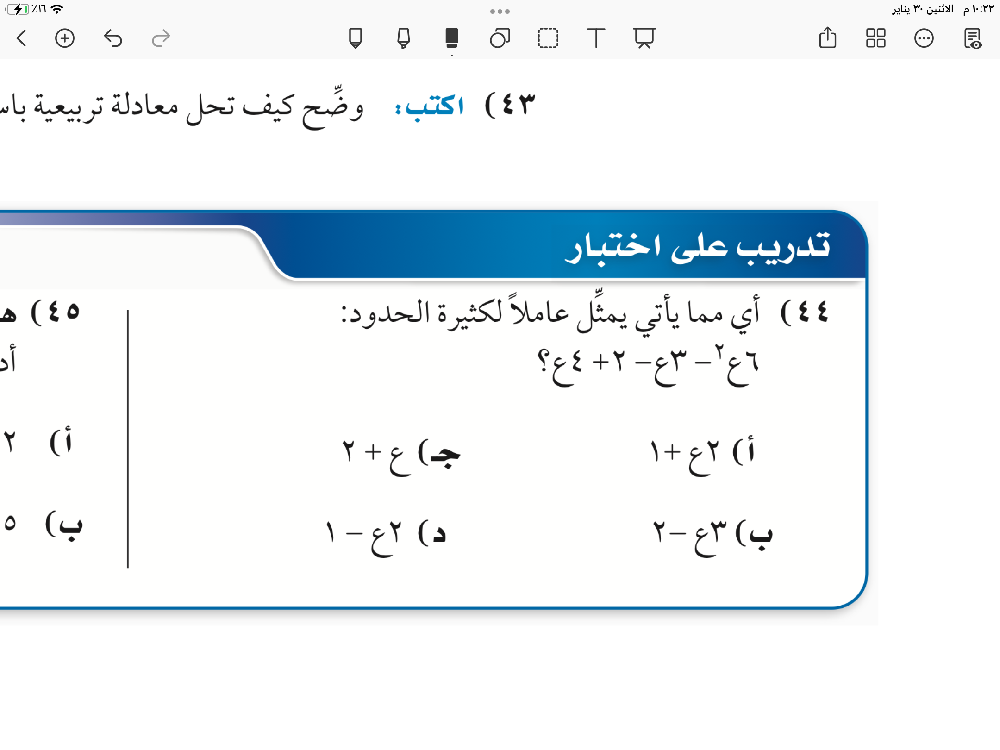 ١٠:٢٢ م الاثنين ٣٠ يناير
٪١٦
٤٣) اكتب: وضِّح كيف تحل معادلة تربيعية
تدريب على اختبار
٤٤) أي مما يأتي يمثِّل عاملاً لكثيرة الحدود:
٦ع² – ٣ع – ٢ + ٤ع؟
أ) ٢ع + ١
جـ) ع + ٢
ب) ٣ع – ٢
د) ٢ع – ١
٤٥)
أ) ٢
ب) ٥